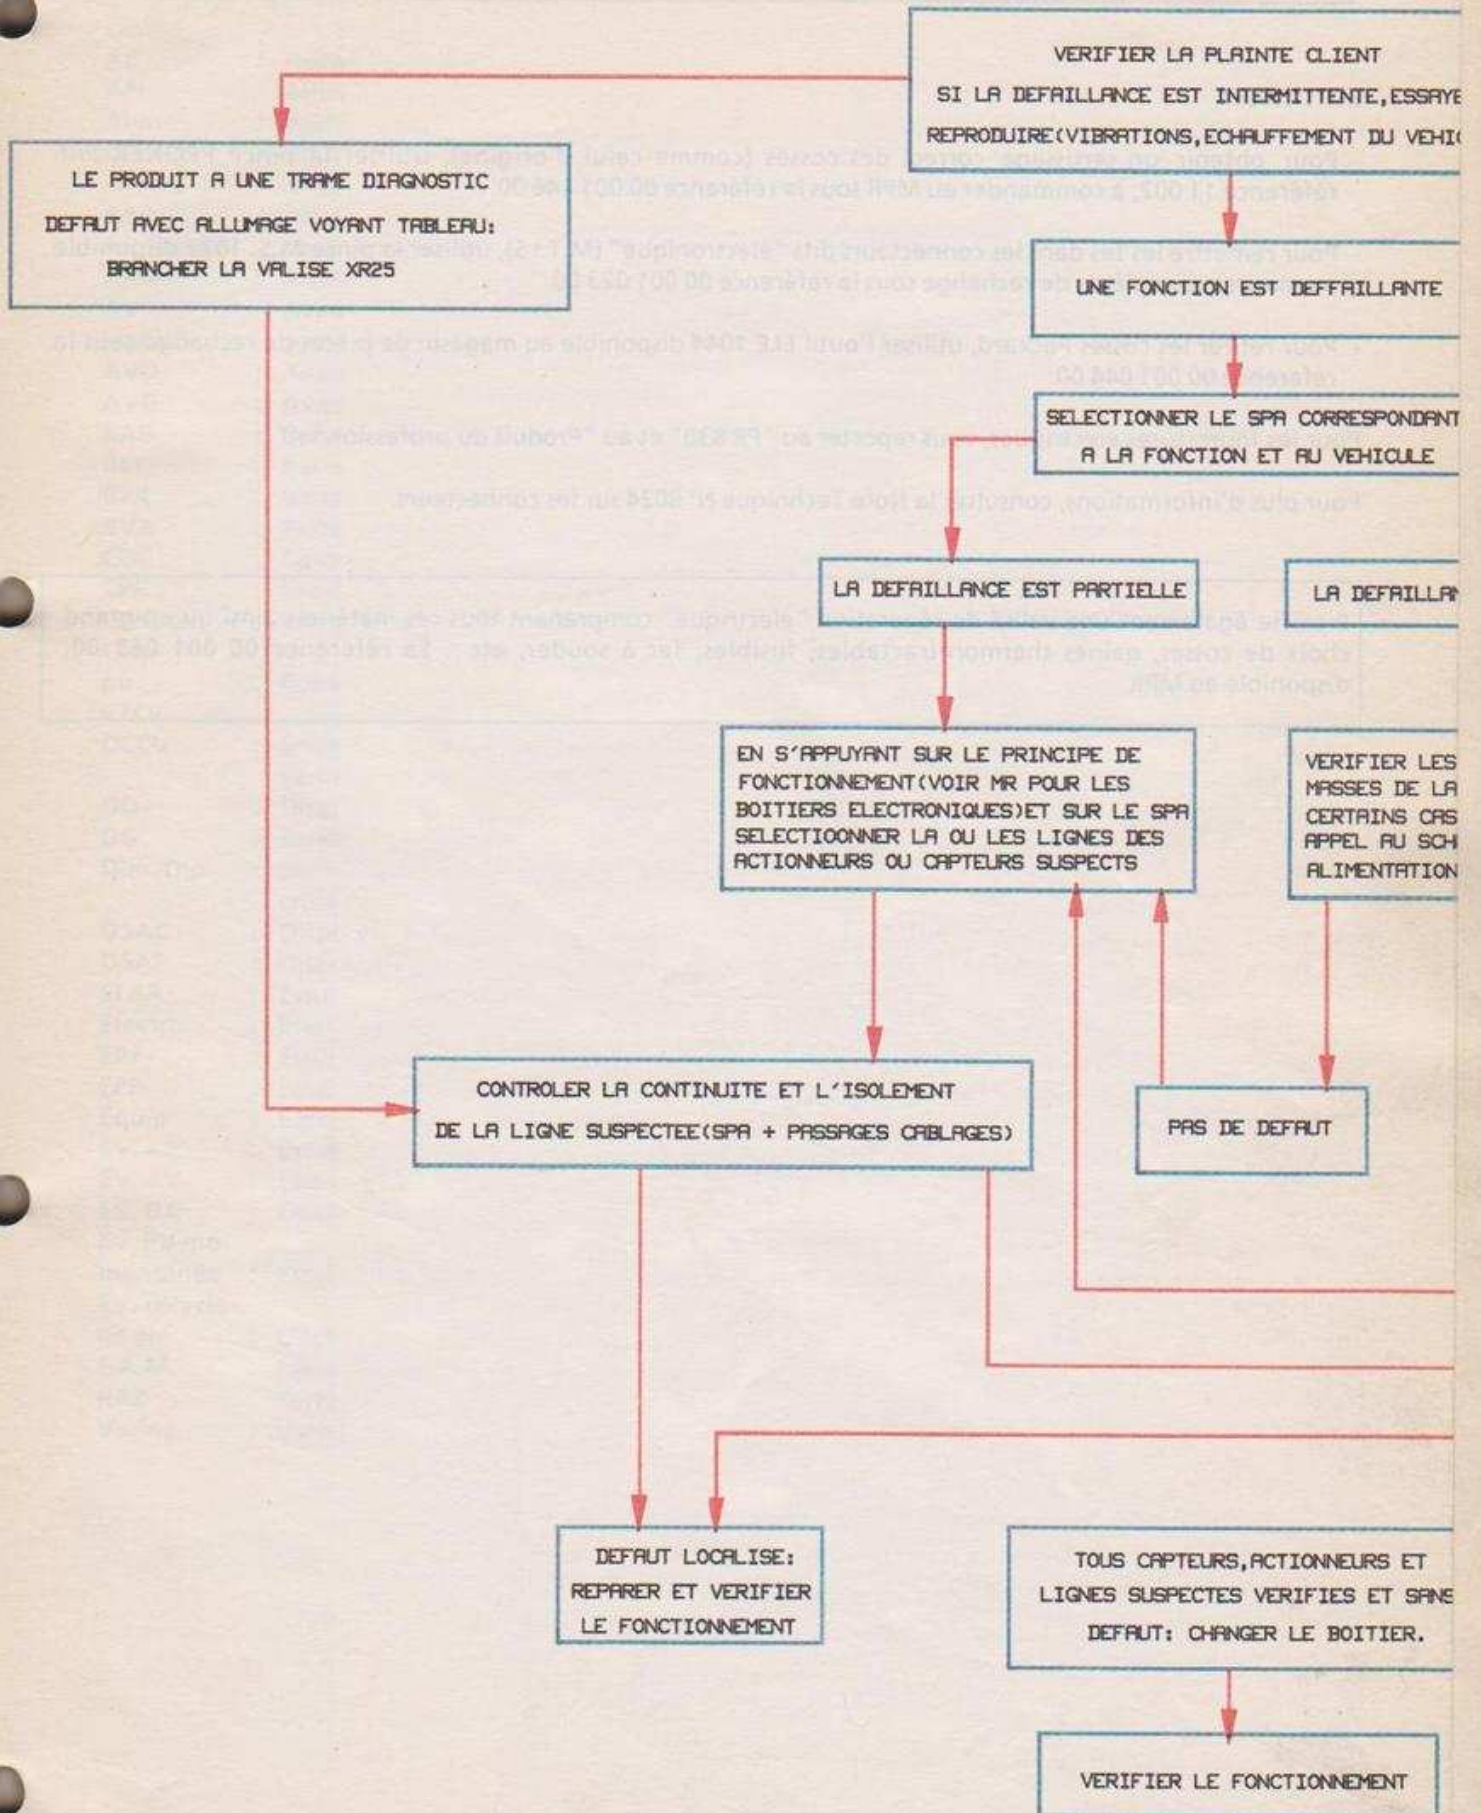 VERIFIER LA PLAINTE CLIENT
SI LA DEFAILLANCE EST INTERMITTENTE,ESSAYE
REPRODUIRE(VIBRATIONS,ECHAUFFEMENT DU VEHIC
LE PRODUIT A UNE TRAME DIAGNOSTIC
DEFAUT AVEC ALLUMAGE VOYANT TABLEAU:
BRANCHER LA VALISE XR25
UNE FONCTION EST DEFFAILLANTE
SELECTIONNER LE SPA CORRESPONDANT
A LA FONCTION ET AU VEHICULE
LA DEFAILLANCE EST PARTIELLE
LA DEFAILLAN
EN S'APPUYANT SUR LE PRINCIPE DE
FONCTIONNEMENT(VOIR MR POUR LES
BOITIERS ELECTRONIQUES)ET SUR LE SPA
SELECTIOONNER LA OU LES LIGNES DES
ACTIONNEURS OU CAPTEURS SUSPECTS
VERIFIER LES
MASSES DE LA
CERTAINS CAS
APPEL AU SCH
ALIMENTATION
CONTROLER LA CONTINUITE ET L'ISOLEMENT
DE LA LIGNE SUSPECTEE(SPA + PASSAGES CABLAGES)
PAS DE DEFAUT
DEFAUT LOCALISE:
REPARER ET VERIFIER
LE FONCTIONNEMENT
TOUS CAPTEURS,ACTIONNEURS ET
LIGNES SUSPECTES VERIFIES ET SANS
DEFAUT: CHANGER LE BOITIER.
VERIFIER LE FONCTIONNEMENT